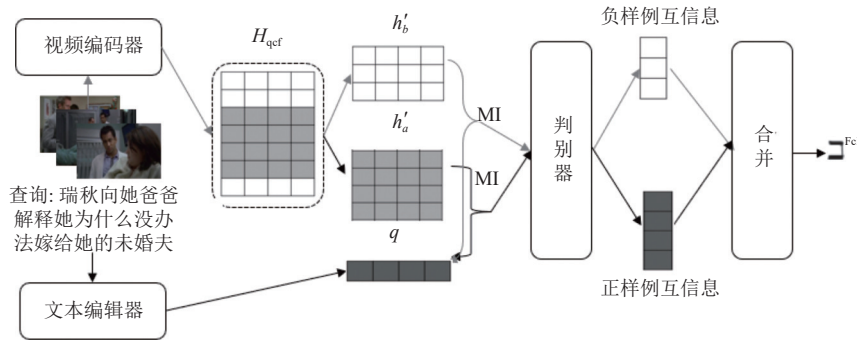 视频编码器
查询: 瑞秋向她爸爸
解释她为什么没办
法嫁给她的未婚夫
文本编辑器
H_qcf
h'_b
h'_a
q
MI
MI
判别器
负样例互信息
正样例互信息
合并
Fc